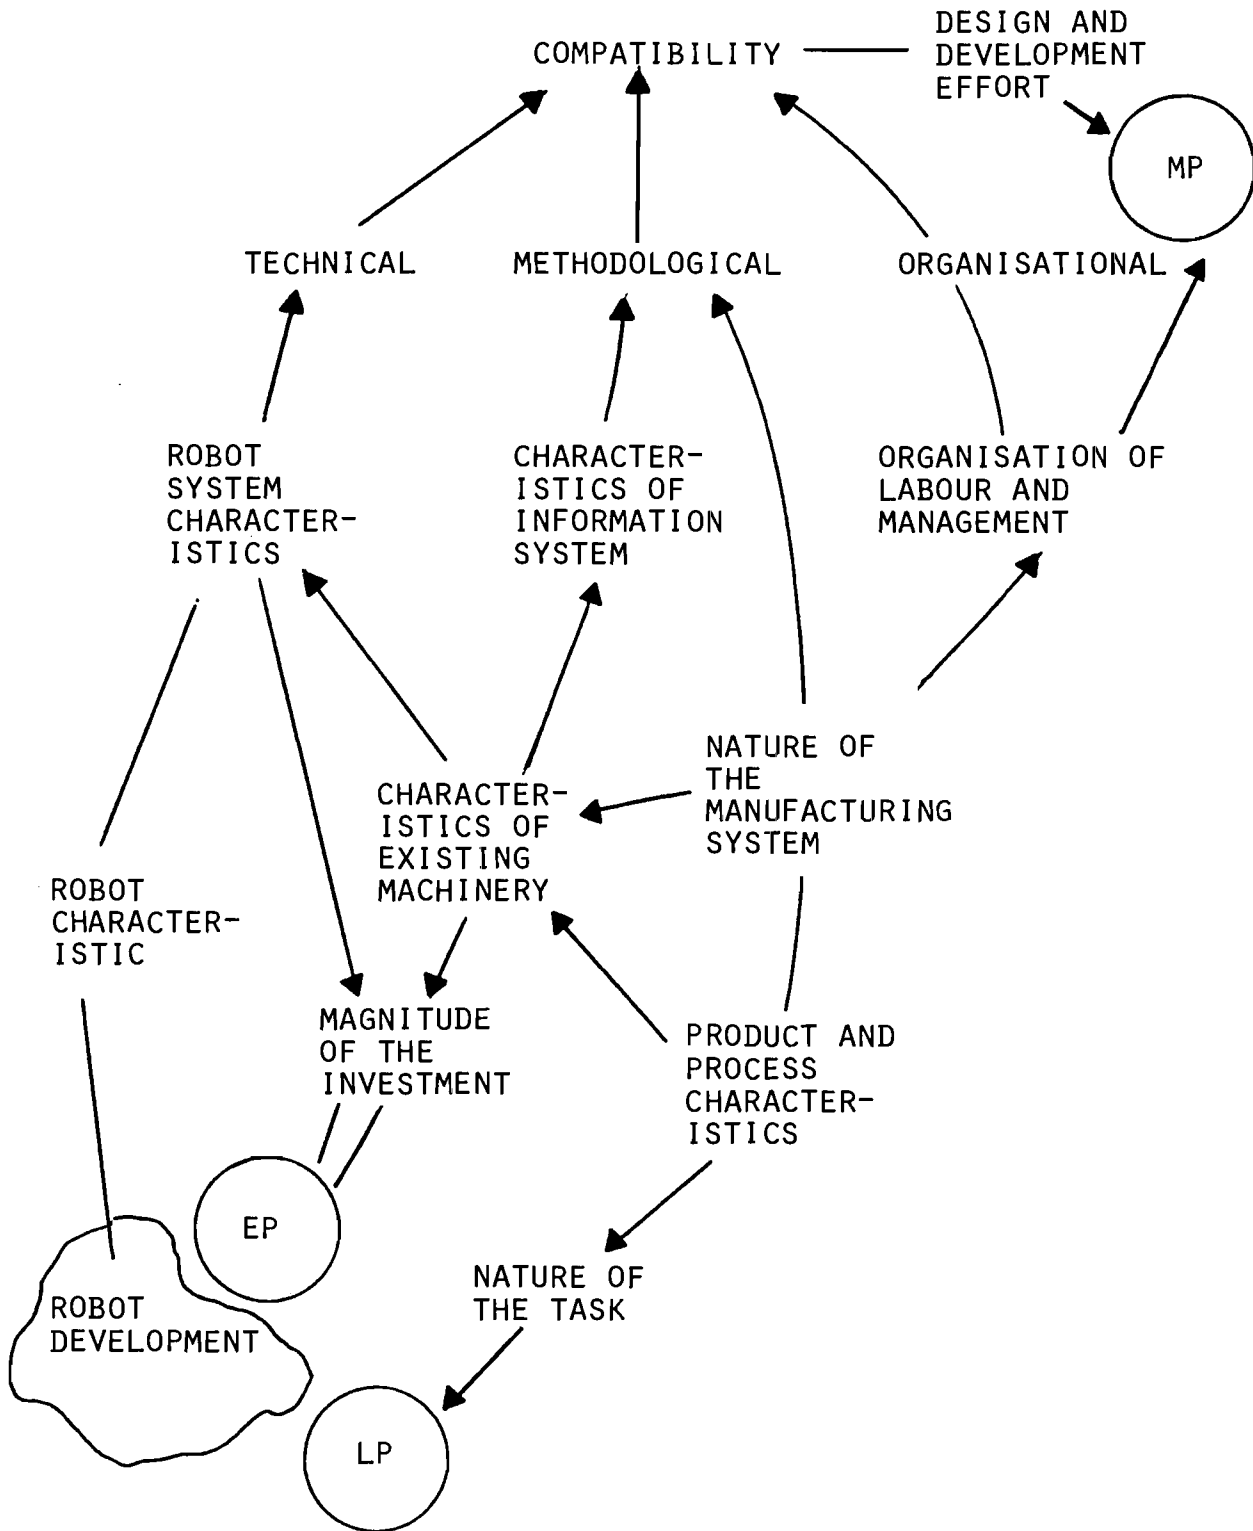 COMPATIBILITY
DESIGN AND
DEVELOPMENT
EFFORT
MP
TECHNICAL
METHODOLOGICAL
ORGANISATIONAL
ROBOT
SYSTEM
CHARACTER-
ISTICS
CHARACTER-
ISTICS OF
INFORMATION
SYSTEM
ORGANISATION OF
LABOUR AND
MANAGEMENT
NATURE OF
THE
MANUFACTURING
SYSTEM
CHARACTER-
ISTICS OF
EXISTING
MACHINERY
ROBOT
CHARACTER-
ISTIC
MAGNITUDE
OF THE
INVESTMENT
PRODUCT AND
PROCESS
CHARACTER-
ISTICS
EP
NATURE OF
THE TASK
ROBOT
DEVELOPMENT
LP